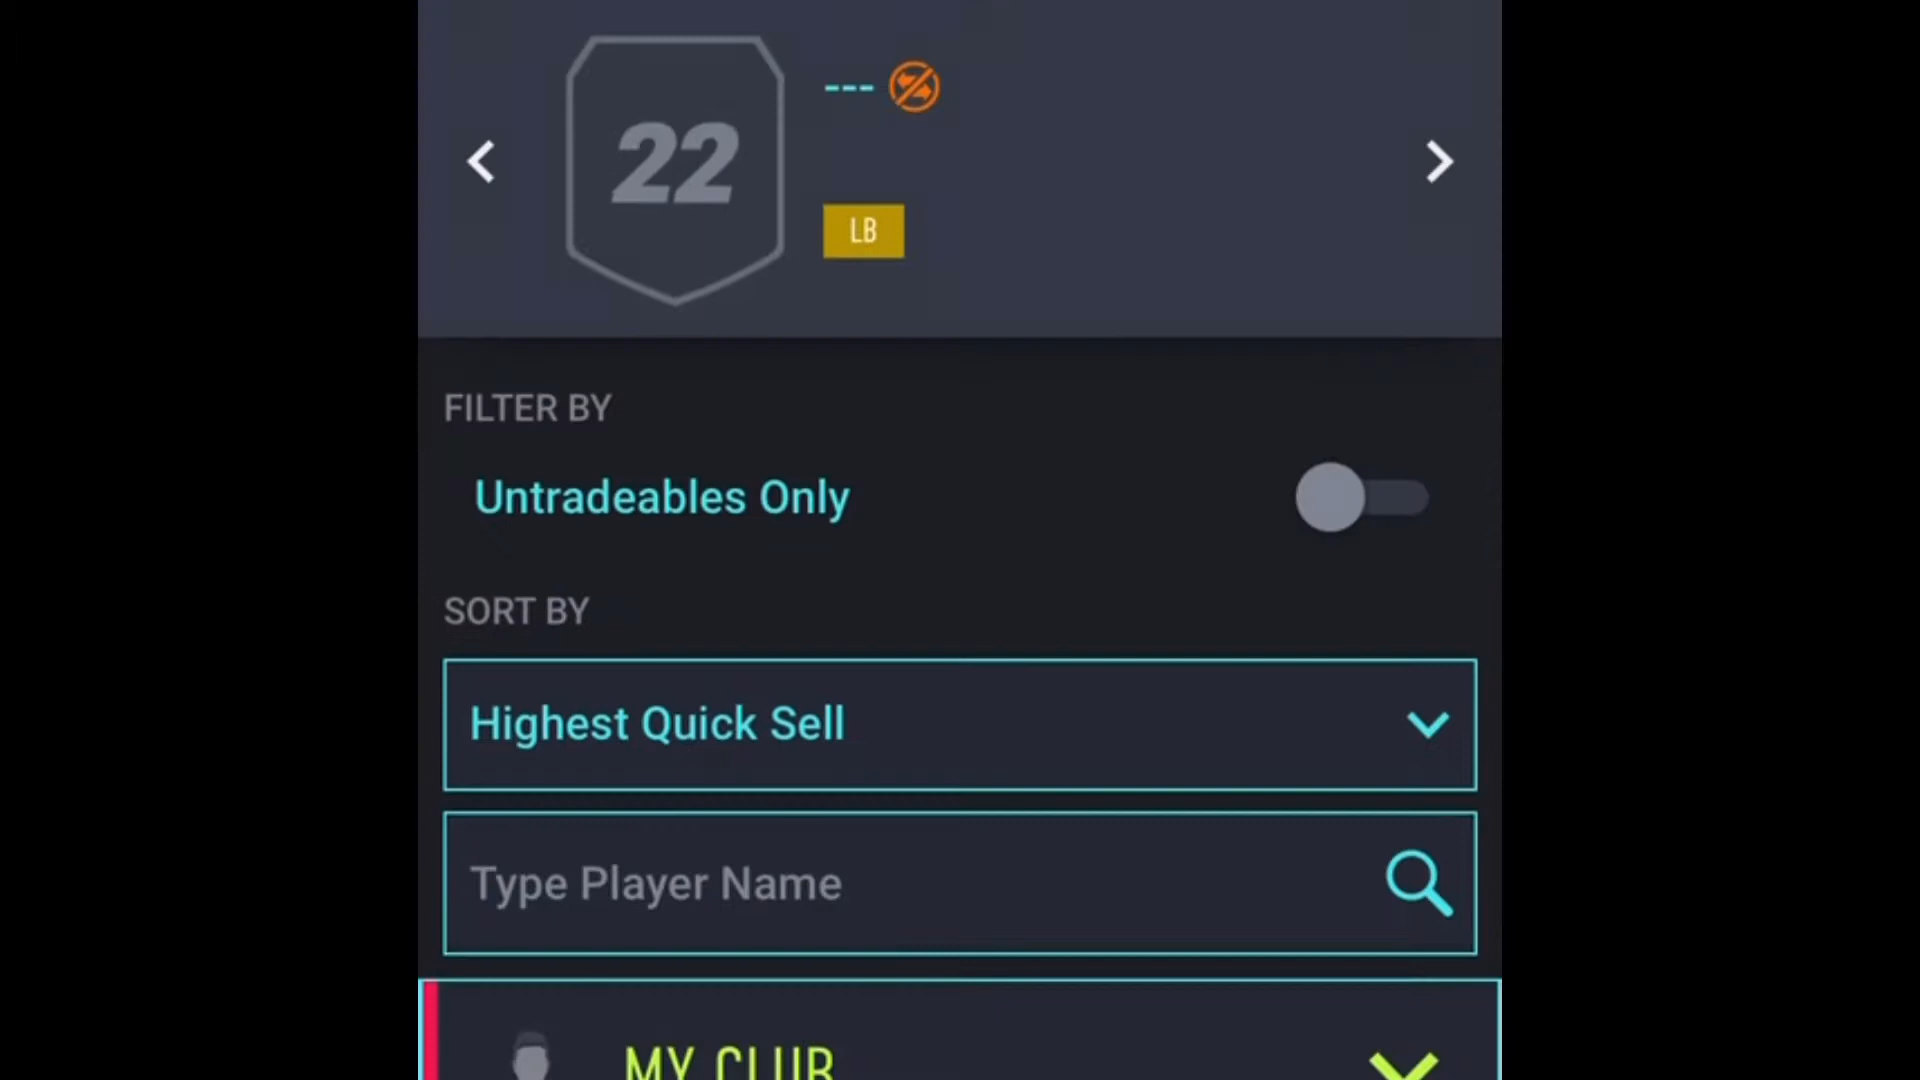 ---
22
LB
FILTER BY
Untradeables Only
SORT BY
Highest Quick Sell
Type Player Name
MY CLUB